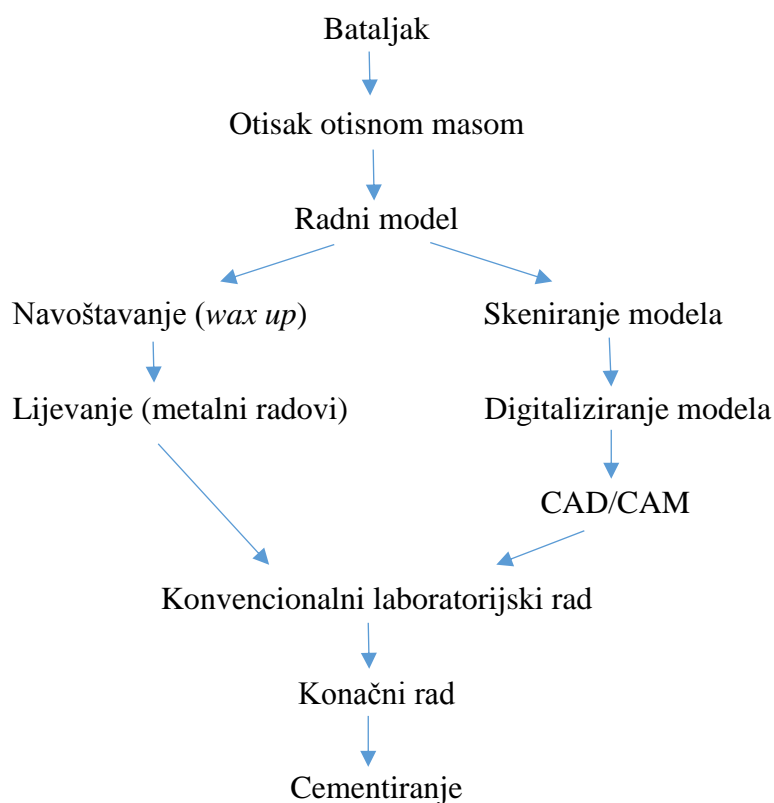 Bataljak
Otisak otisnom masom
Radni model
Navoštavanje (wax up)
Skeniranje modela
Lijevanje (metalni radovi)
Digitaliziranje modela
CAD/CAM
Konvencionalni laboratorijski rad
Konačni rad
Cementiranje